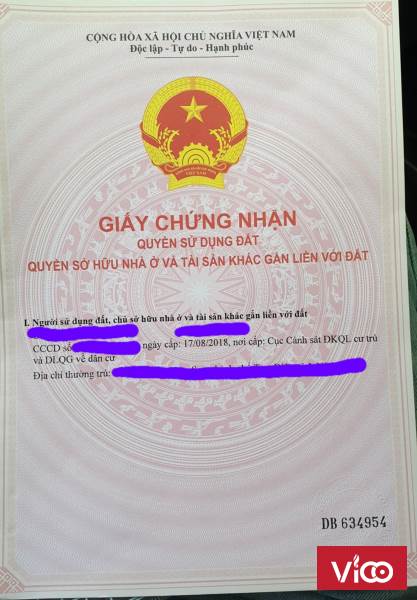 CỘNG HÒA XÃ HỘI CHỦ NGHĨA VIỆT NAM
Độc lập - Tự do - Hạnh phúc
GIẤY CHỨNG NHẬN
QUYỀN SỬ DỤNG ĐẤT
QUYỀN SỞ HỮU NHÀ Ở VÀ TÀI SẢN KHÁC GẮN LIỀN VỚI ĐẤT
I. Người sử dụng đất, chủ sở hữu nhà ở và tài sản khác gắn liền với đất
CCCD số ngày cấp: 17/08/2018, nơi cấp: Cục Cảnh sát ĐKQL cư trú
và DLQG về dân cư
Địa chỉ thường trú:
DB 634954
Vico